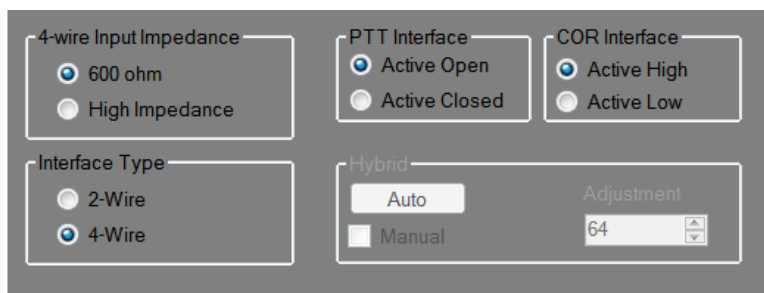 4-wire Input Impedance
600 ohm
High Impedance
PTT Interface
Active Open
Active Closed
COR Interface
Active High
Active Low
Interface Type
2-Wire
4-Wire
Hybrid
Auto
Manual
Adjustment
64